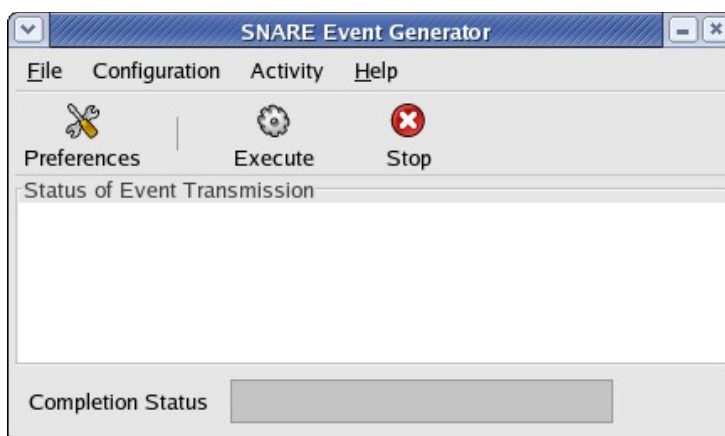 SNARE Event Generator
File Configuration Activity Help
Preferences Execute Stop
Status of Event Transmission
Completion Status